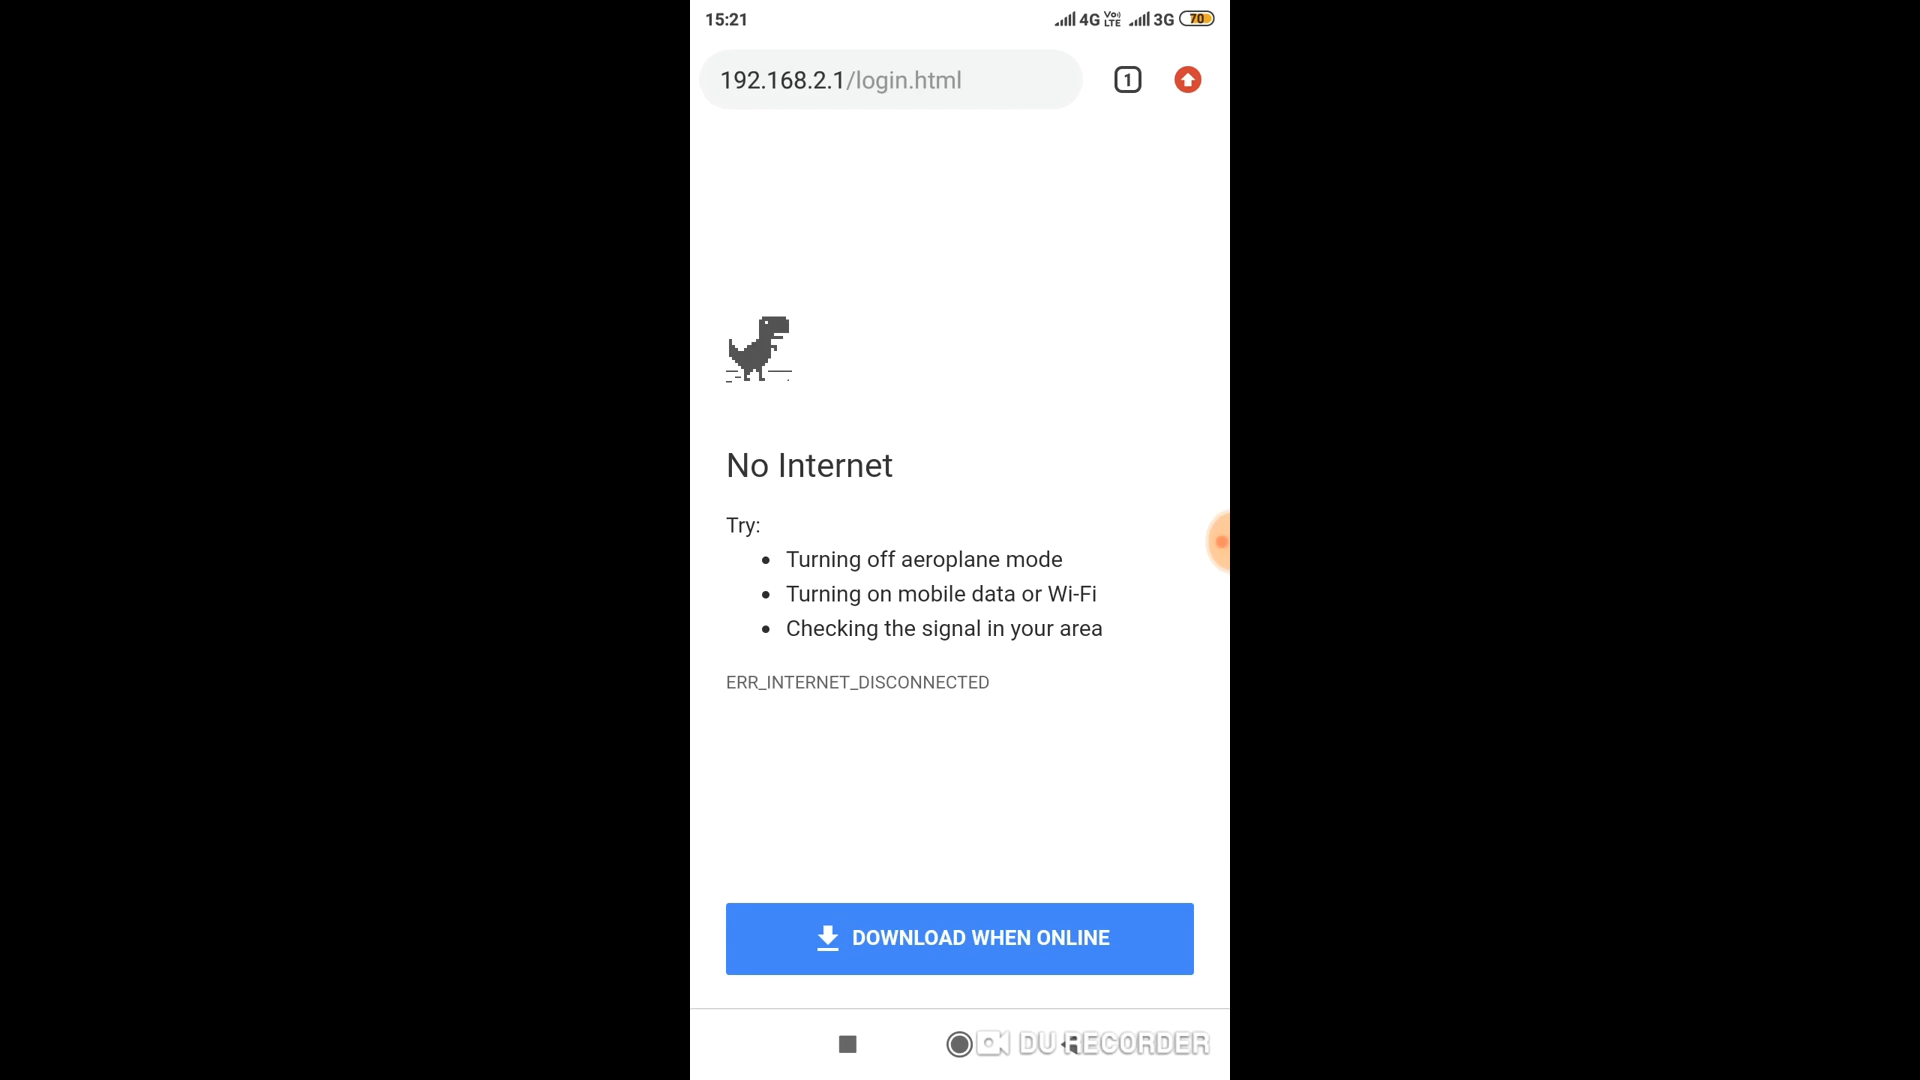 15:21 4G Vo)) LTE 3G 70
192.168.2.1/login.html 1
No Internet
Try:
• Turning off aeroplane mode
• Turning on mobile data or Wi-Fi
• Checking the signal in your area
ERR_INTERNET_DISCONNECTED
DOWNLOAD WHEN ONLINE
DU RECORDER